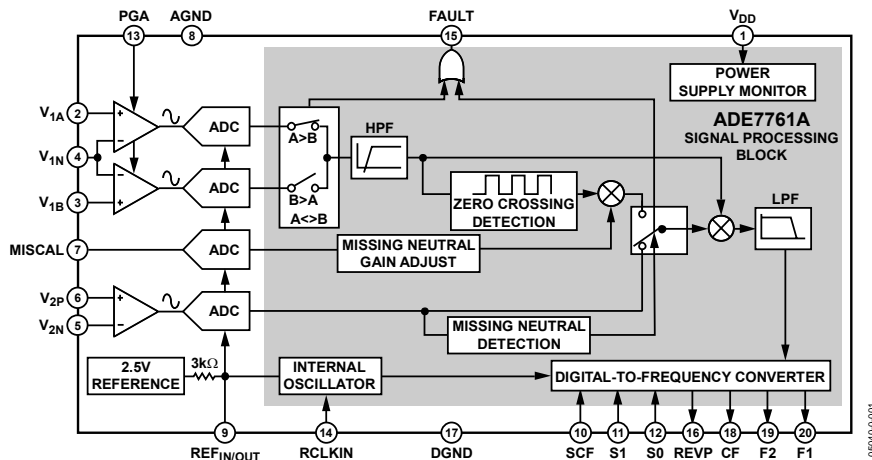 PGA AGND FAULT VDD
13 8 15 1
POWER
SUPPLY MONITOR
ADE7761A
SIGNAL PROCESSING
BLOCK
V1A 2 + ADC
A>B
HPF
V1N 4 – –
V1B 3 + ADC
B>A
A<>B
ZERO CROSSING
DETECTION
LPF
MISCAL 7 ADC
MISSING NEUTRAL
GAIN ADJUST
V2P 6 + ADC
V2N 5 –
MISSING NEUTRAL
DETECTION
2.5V
REFERENCE
3kΩ
INTERNAL
OSCILLATOR
DIGITAL-TO-FREQUENCY CONVERTER
9 14 17 10 11 12 16 18 19 20
REFIN/OUT RCLKIN DGND SCF S1 S0 REVP CF F2 F1
05040-0-001